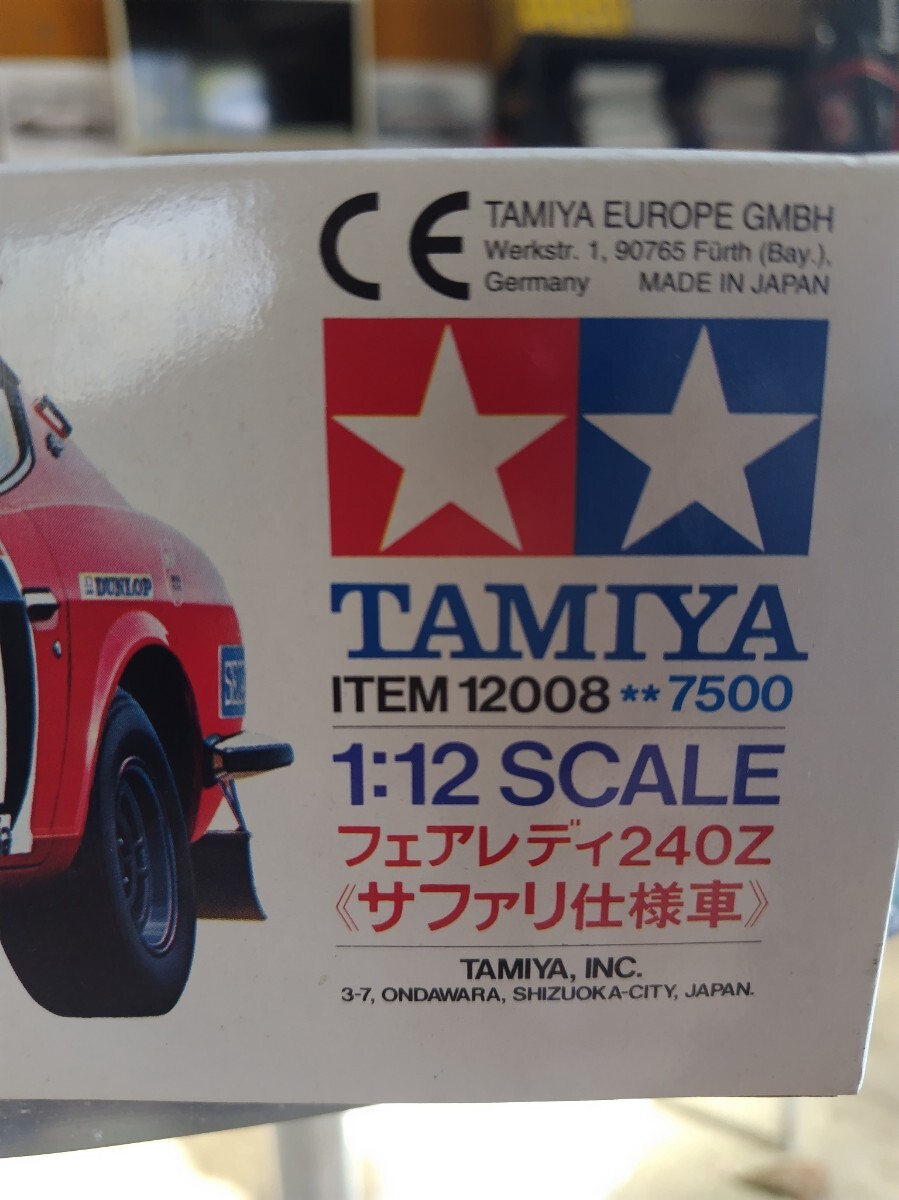 CE
TAMIYA EUROPE GMBH
Werkstr. 1, 90765 Fürth (Bay.),
Germany MADE IN JAPAN
DUNLOP
TAMIYA
ITEM 12008 ** 7500
1:12 SCALE
フェアレディ240Z
《サファリ仕様車》
TAMIYA, INC.
3-7, ONDAWARA, SHIZUOKA-CITY, JAPAN.